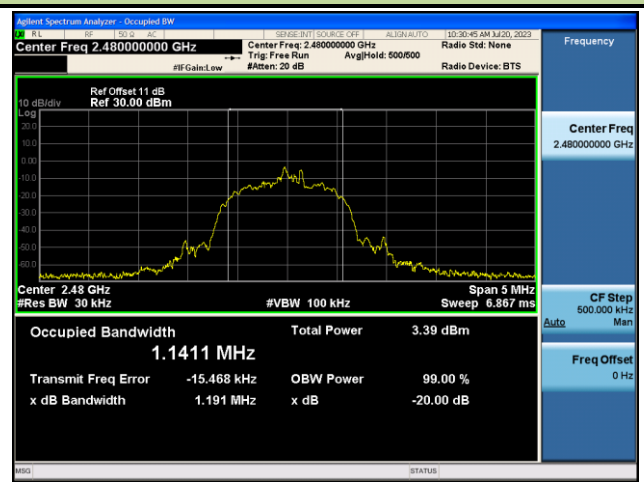 Agilent Spectrum Analyzer - Occupied BW
RL RF 50 Ω AC SENSE:INT SOURCE OFF ALIGNAUTO 10:30:45 AM Jul 20, 2023
Center Freq 2.480000000 GHz
Center Freq: 2.480000000 GHz
Radio Std: None
Trig: Free Run Avg|Hold: 500/500
#IFGain:Low #Atten: 20 dB Radio Device: BTS
Frequency
Ref Offset 11 dB
10 dB/div Ref 30.00 dBm
Log
20.0
10.0
0.00
-10.0
-20.0
-30.0
-40.0
-50.0
-60.0
Center 2.48 GHz Span 5 MHz
#Res BW 30 kHz #VBW 100 kHz Sweep 6.867 ms
Occupied Bandwidth Total Power 3.39 dBm
1.1411 MHz
Transmit Freq Error -15.468 kHz OBW Power 99.00 %
x dB Bandwidth 1.191 MHz x dB -20.00 dB
Center Freq
2.480000000 GHz
CF Step
500.000 kHz
Auto Man
Freq Offset
0 Hz
MSG STATUS